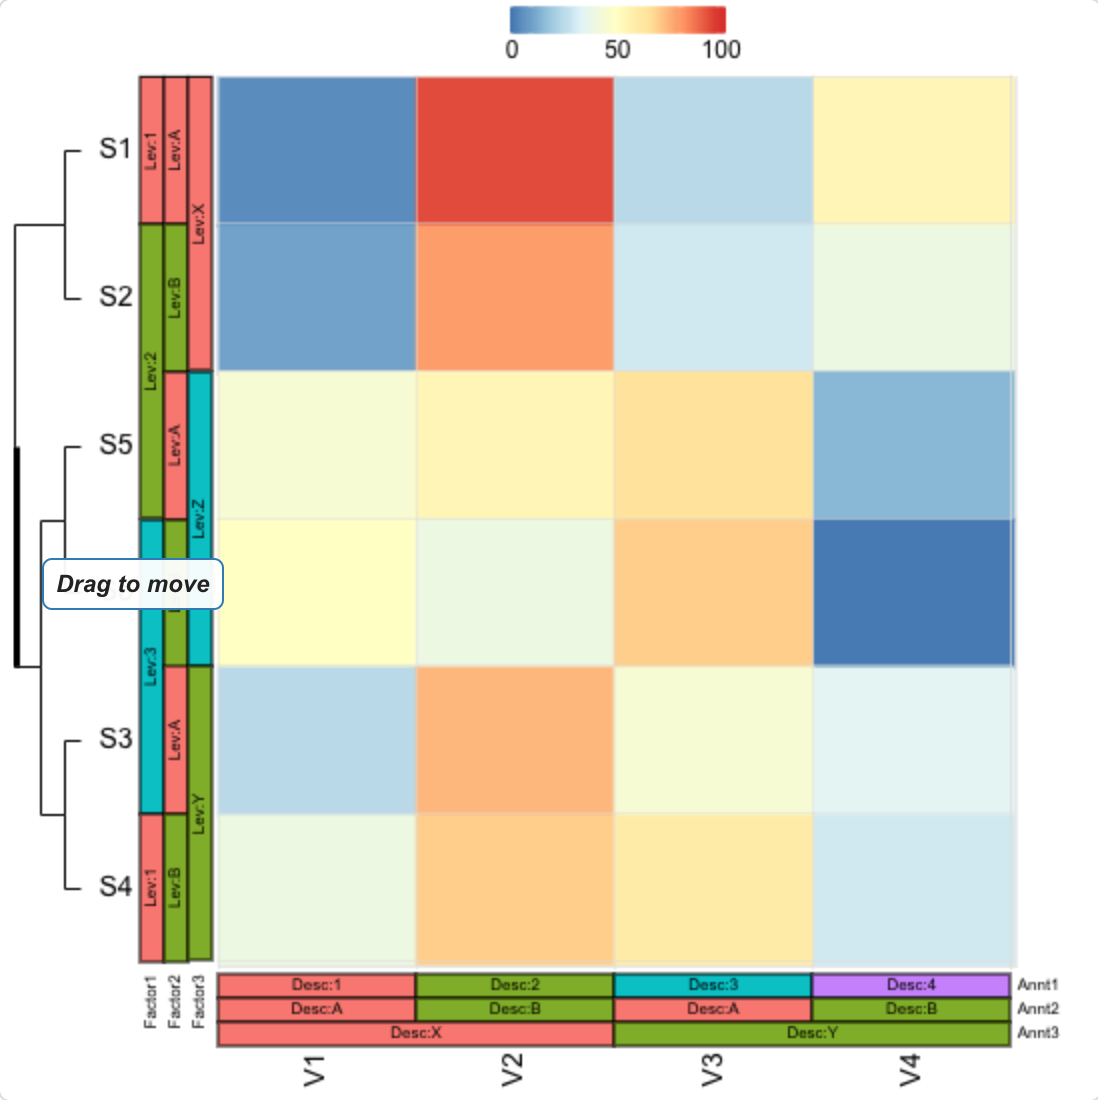 0 50 100
S1
S2
S5
S3
S4
Lev:1
Lev:2
Lev:3
Lev:1
Lev:A
Lev:B
Lev:A
Lev:A
Lev:B
Lev:X
Lev:Z
Lev:Y
Drag to move
Factor1
Factor2
Factor3
Desc:1 Desc:2 Desc:3 Desc:4 Annt1
Desc:A Desc:B Desc:A Desc:B Annt2
Desc:X Desc:Y Annt3
V1 V2 V3 V4